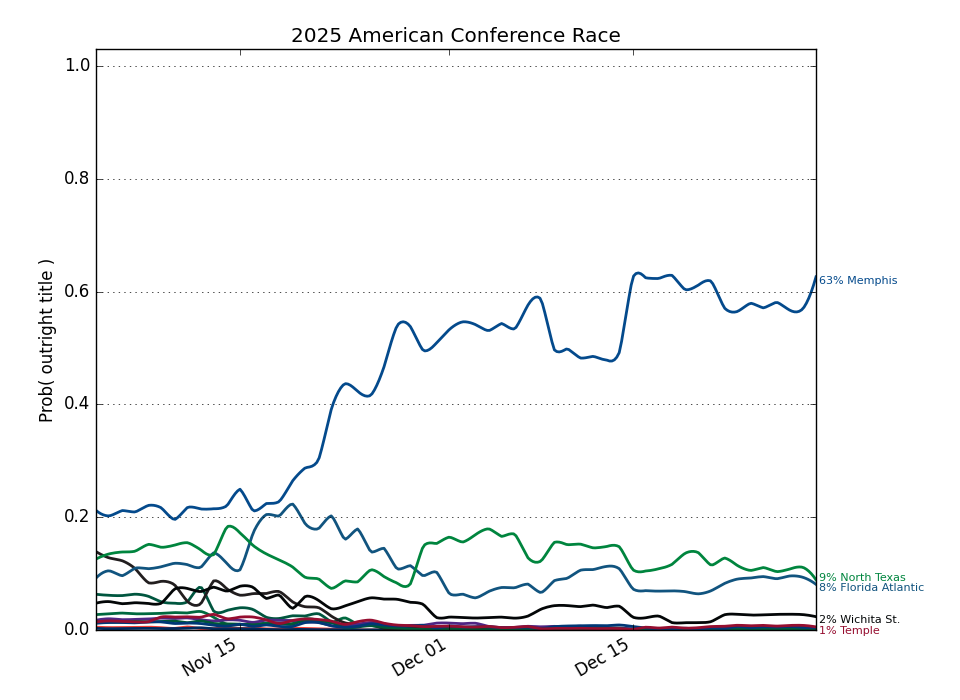 2025 American Conference Race
Prob( outright title )
1.0
0.8
0.6
0.4
0.2
0.0
63% Memphis
9% North Texas
8% Florida Atlantic
2% Wichita St.
1% Temple
Nov 15
Dec 01
Dec 15